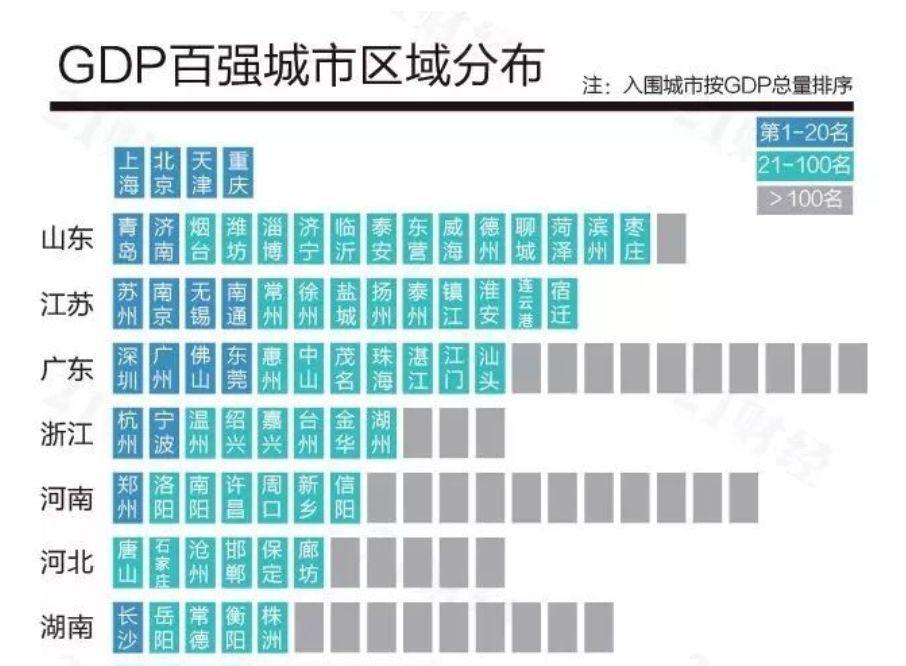 GDP百强城市区域分布
注：入围城市按GDP总量排序
第1-20名
21-100名
>100名
上海 北京 天津 重庆
山东 青岛 济南 烟台 潍坊 淄博 济宁 临沂 泰安 东营 威海 德州 聊城 菏泽 滨州 枣庄
江苏 苏州 南京 无锡 南通 常州 徐州 盐城 扬州 泰州 镇江 淮安 连云港 宿迁
广东 深圳 广州 佛山 东莞 惠州 中山 茂名 珠海 湛江 江门 汕头
浙江 杭州 宁波 温州 绍兴 嘉兴 台州 金华 湖州
河南 郑州 洛阳 南阳 许昌 周口 新乡 信阳
河北 唐山 石家庄 沧州 邯郸 保定 廊坊
湖南 长沙 岳阳 常德 衡阳 株洲
21财经